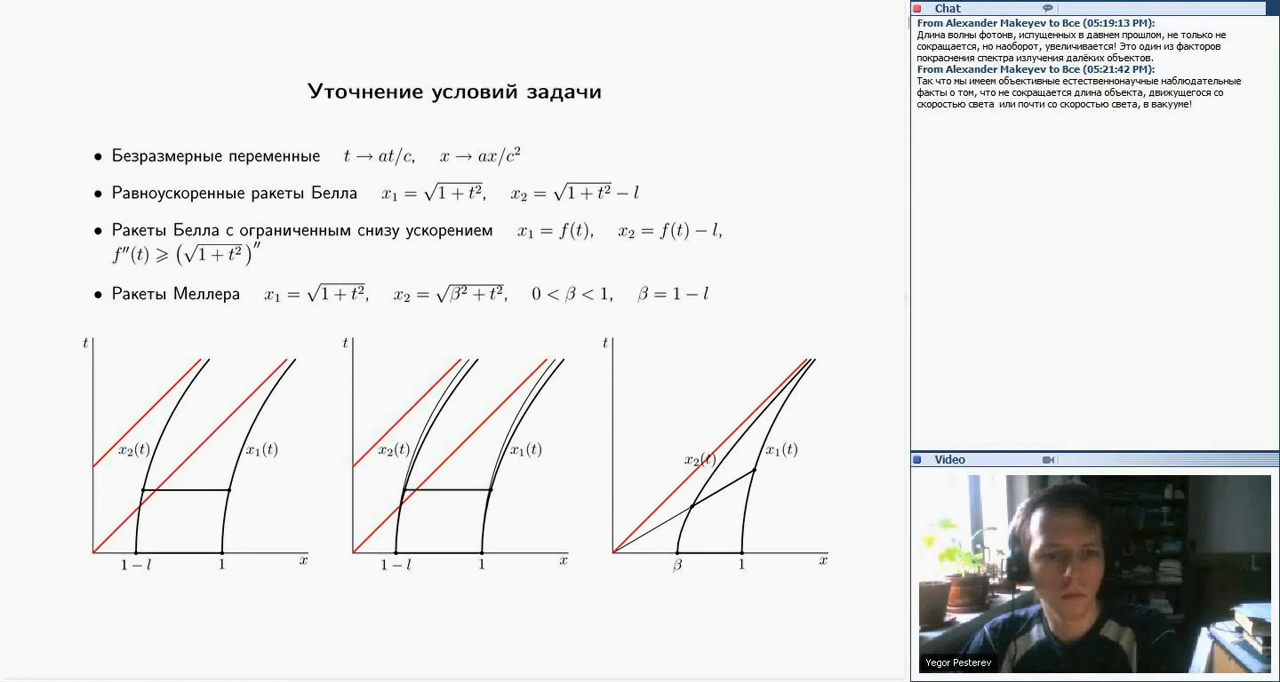 Уточнение условий задачи
• Безразмерные переменные t → at/c, x → ax/c²
• Равноускоренные ракеты Белла x₁ = √(1 + t²), x₂ = √(1 + t²) − l
• Ракеты Белла с ограниченным снизу ускорением x₁ = f(t), x₂ = f(t) − l,
f″(t) ⩾ (√(1 + t²))″
• Ракеты Меллера x₁ = √(1 + t²), x₂ = √(β² + t²), 0 < β < 1, β = 1 − l
t
x₂(t)
x₁(t)
1 − l
1
x
t
x₂(t)
x₁(t)
1 − l
1
x
t
x₂(t)
x₁(t)
β
1
x
Chat
From Alexander Makeyev to Все (05:19:13 PM):
Длина волны фотонв, испущенных в давнем прошлом, не только не
сокращается, но наоборот, увеличивается! Это один из факторов
покраснения спектра излучения далёких объектов.
From Alexander Makeyev to Все (05:21:42 PM):
Так что мы имеем объективные естественнонаучные наблюдательные
факты о том, что не сокращается длина объекта, движущегося со
скоростью света или почти со скоростью света, в вакууме!
Video
Yegor Pesterev